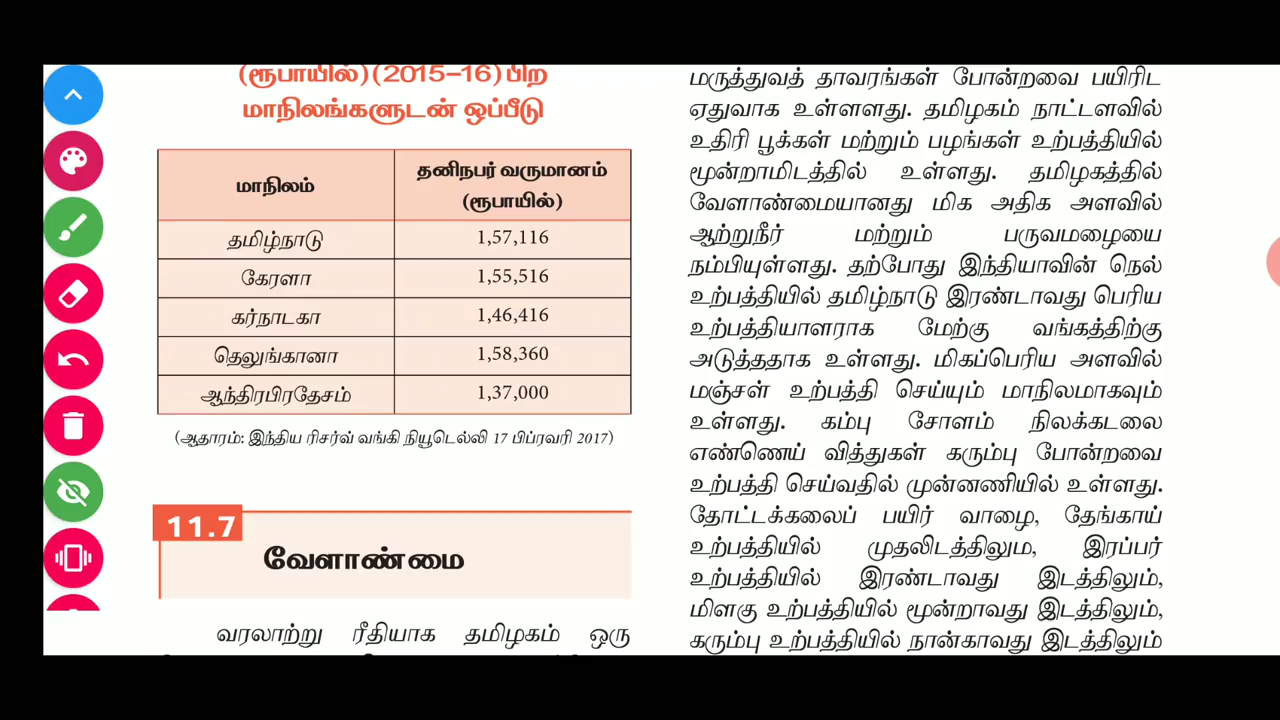 (ரூபாயில்) (2015–16) பிற
மாநிலங்களுடன் ஒப்பீடு
மாநிலம்
தனிநபர் வருமானம்
(ரூபாயில்)
தமிழ்நாடு 1,57,116
கேரளா 1,55,516
கர்நாடகா 1,46,416
தெலுங்கானா 1,58,360
ஆந்திரபிரதேசம் 1,37,000
(ஆதாரம்: இந்திய ரிசர்வ் வங்கி நியூடெல்லி 17 பிப்ரவரி 2017)
11.7
வேளாண்மை
வரலாற்று ரீதியாக தமிழகம் ஒரு
மருத்துவத் தாவரங்கள் போன்றவை பயிரிட
ஏதுவாக உள்ளளது. தமிழகம் நாட்டளவில்
உதிரி பூக்கள் மற்றும் பழங்கள் உற்பத்தியில்
மூன்றாமிடத்தில் உள்ளது. தமிழகத்தில்
வேளாண்மையானது மிக அதிக அளவில்
ஆற்றுநீர் மற்றும் பருவமழையை
நம்பியுள்ளது. தற்போது இந்தியாவின் நெல்
உற்பத்தியில் தமிழ்நாடு இரண்டாவது பெரிய
உற்பத்தியாளராக மேற்கு வங்கத்திற்கு
அடுத்ததாக உள்ளது. மிகப்பெரிய அளவில்
மஞ்சள் உற்பத்தி செய்யும் மாநிலமாகவும்
உள்ளது. கம்பு சோளம் நிலக்கடலை
எண்ணெய் வித்துகள் கரும்பு போன்றவை
உற்பத்தி செய்வதில் முன்னணியில் உள்ளது.
தோட்டக்கலைப் பயிர் வாழை, தேங்காய்
உற்பத்தியில் முதலிடத்திலும, இரப்பர்
உற்பத்தியில் இரண்டாவது இடத்திலும்,
மிளகு உற்பத்தியில் மூன்றாவது இடத்திலும்,
கரும்பு உற்பத்தியில் நான்காவது இடத்திலும்